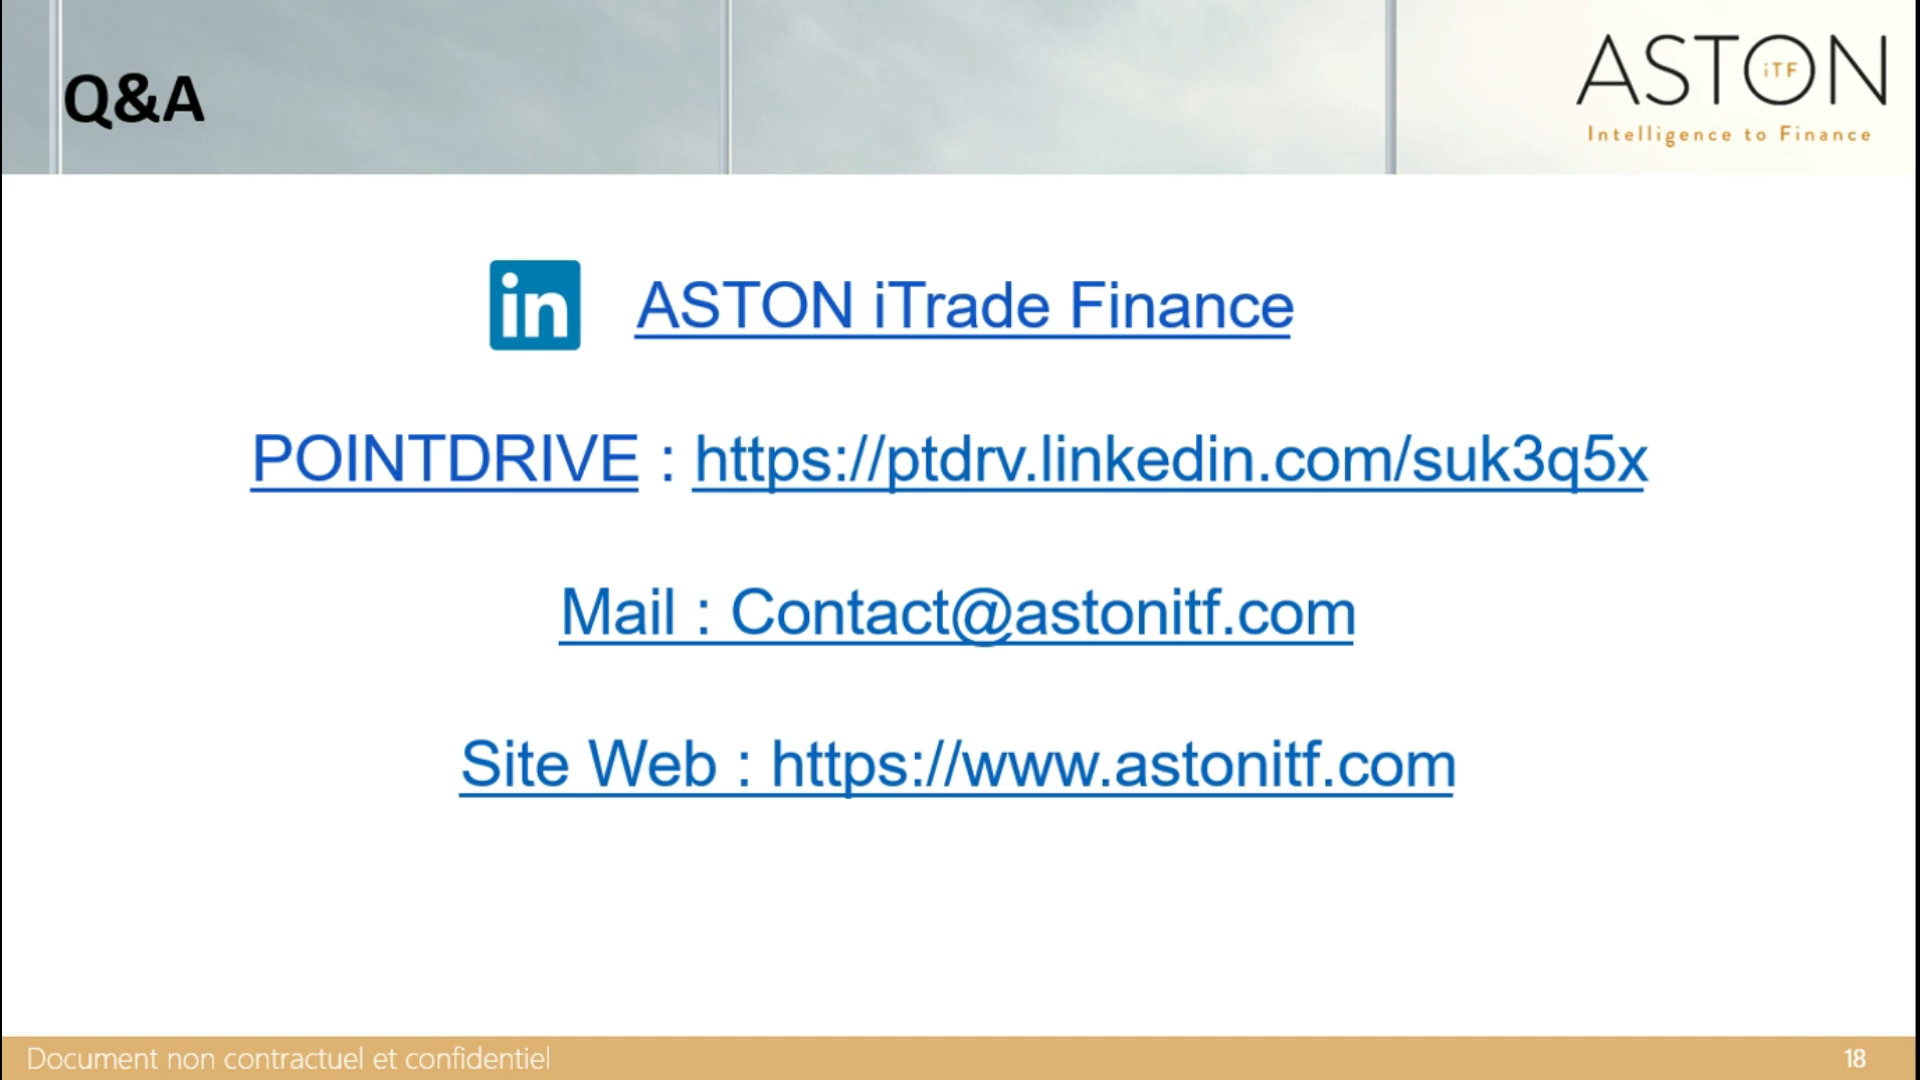 Q&A
ASTON
iTF
Intelligence to Finance
in
ASTON iTrade Finance
POINTDRIVE : https://ptdrv.linkedin.com/suk3q5x
Mail : Contact@astonitf.com
Site Web : https://www.astonitf.com
Document non contractuel et confidentiel
18